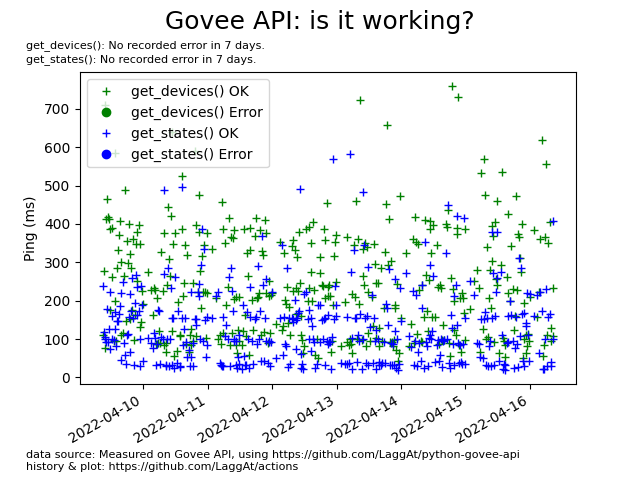 Govee API: is it working?
get_devices(): No recorded error in 7 days.
get_states(): No recorded error in 7 days.
get_devices() OK
get_devices() Error
get_states() OK
get_states() Error
700
600
500
400
300
200
100
0
Ping (ms)
2022-04-10
2022-04-11
2022-04-12
2022-04-13
2022-04-14
2022-04-15
2022-04-16
data source: Measured on Govee API, using https://github.com/LaggAt/python-govee-api
history & plot: https://github.com/LaggAt/actions